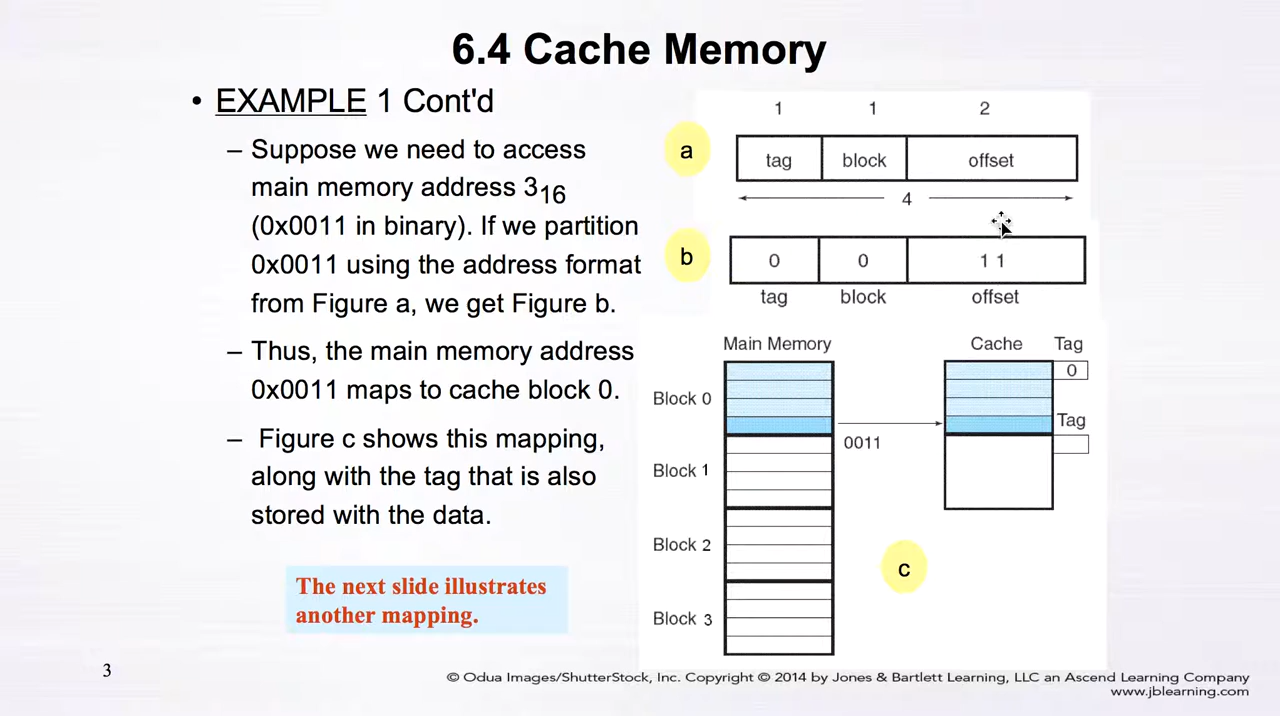 6.4 Cache Memory
• EXAMPLE 1 Cont'd
– Suppose we need to access
main memory address 3₁₆
(0x0011 in binary). If we partition
0x0011 using the address format
from Figure a, we get Figure b.
– Thus, the main memory address
0x0011 maps to cache block 0.
– Figure c shows this mapping,
along with the tag that is also
stored with the data.
The next slide illustrates
another mapping.
1 1 2
a
tag block offset
4
b
0 0 1 1
tag block offset
Main Memory Cache Tag
0
Block 0
Tag
0011
Block 1
Block 2
c
Block 3
3
© Odua Images/ShutterStock, Inc. Copyright © 2014 by Jones & Bartlett Learning, LLC an Ascend Learning Company
www.jblearning.com